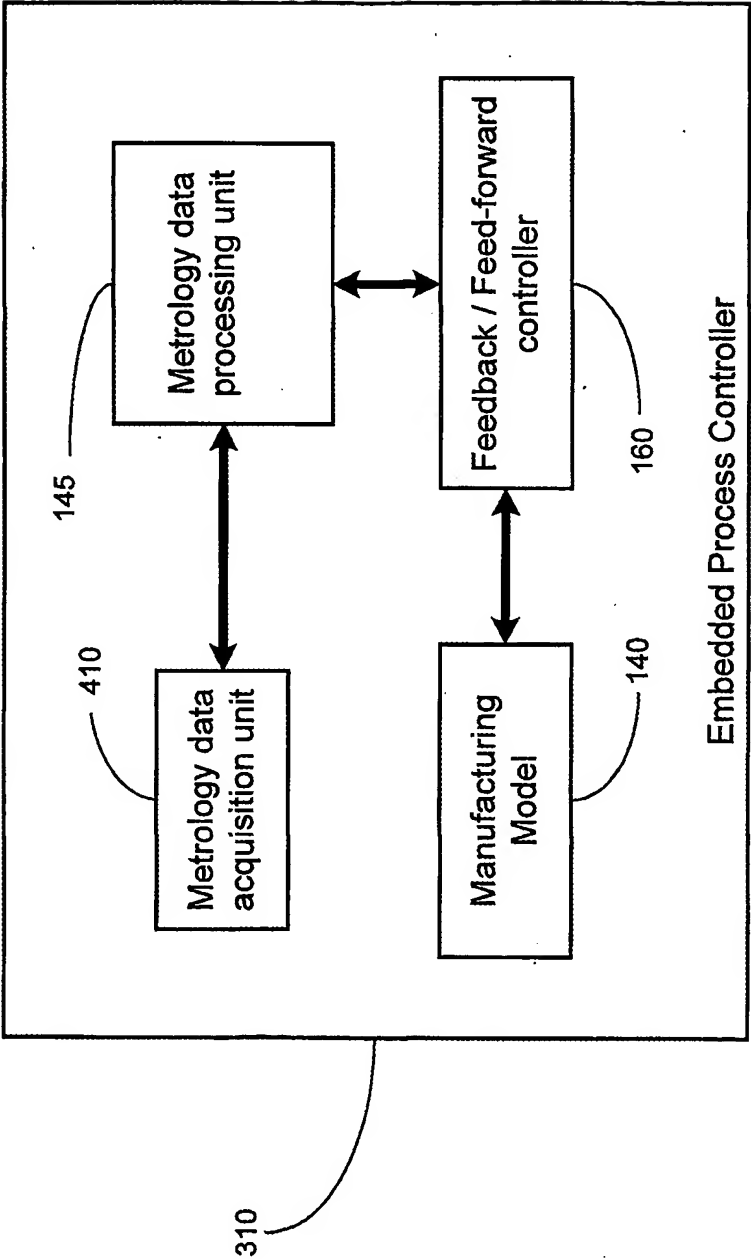 410
145
Metrology data
acquisition unit
Metrology data
processing unit
Manufacturing
Model
Feedback / Feed-forward
controller
140
160
Embedded Process Controller
310